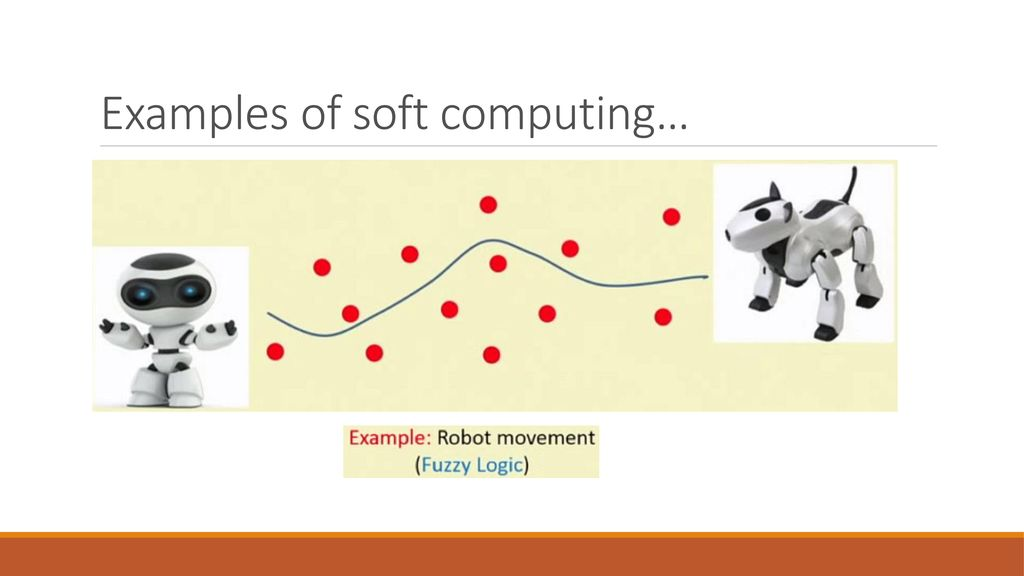 Examples of soft computing…
Example: Robot movement
(Fuzzy Logic)